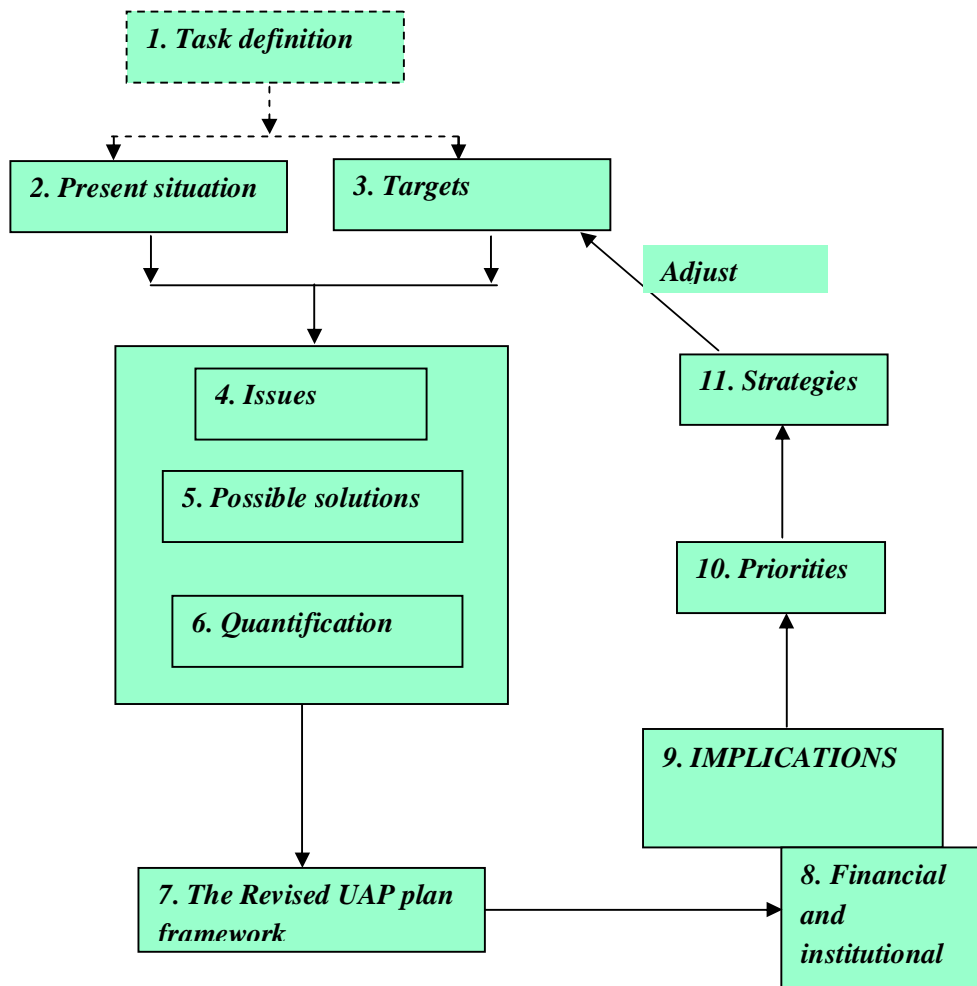 1. Task definition
2. Present situation
3. Targets
Adjust
4. Issues
11. Strategies
5. Possible solutions
10. Priorities
6. Quantification
9. IMPLICATIONS
7. The Revised UAP plan
framework
8. Financial
and
institutional